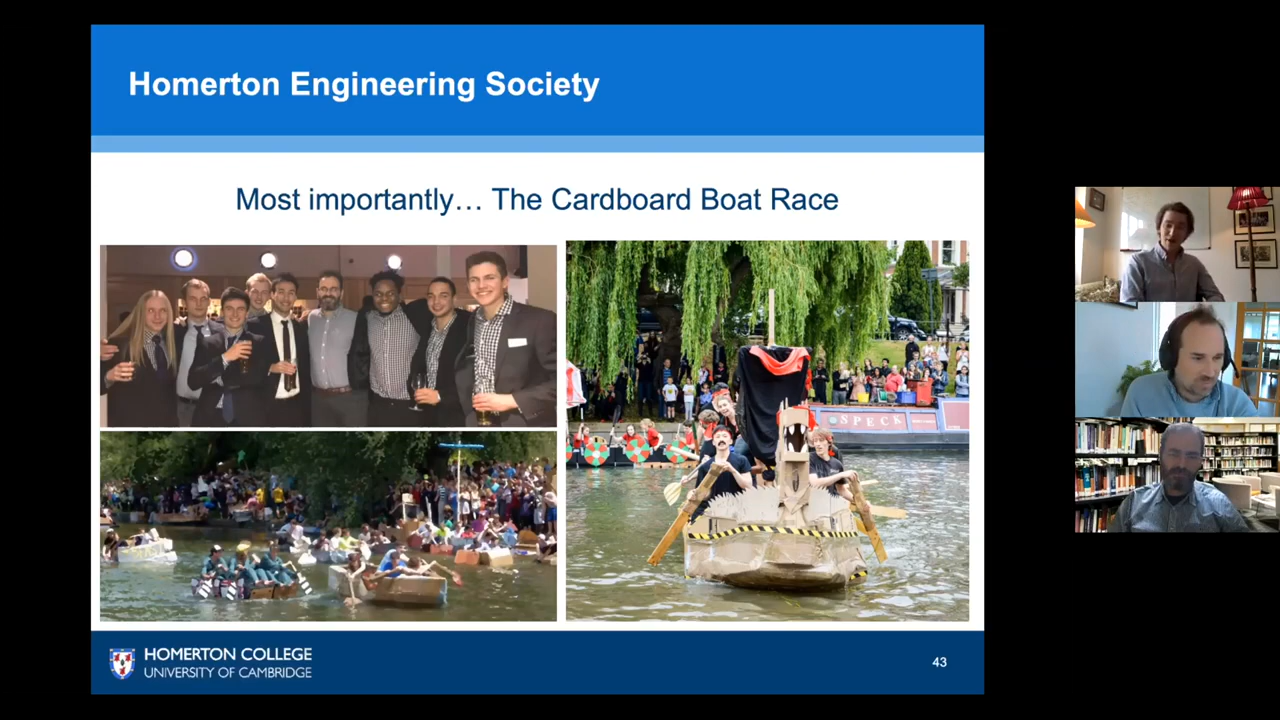 Homerton Engineering Society
Most importantly… The Cardboard Boat Race
SPECK
HOMERTON COLLEGE
UNIVERSITY OF CAMBRIDGE
43